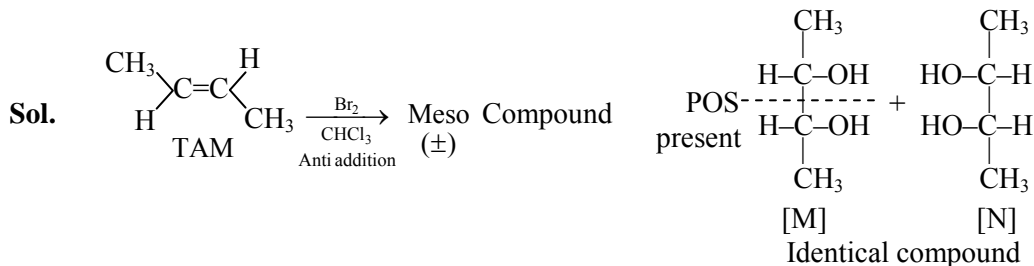 Sol.
CH₃ H
C=C
H CH₃
TAM
Br₂
CHCl₃
Anti addition
Meso Compound
(±)
POS
present
CH₃
H–C–OH
H–C–OH
CH₃
[M]
+
CH₃
HO–C–H
HO–C–H
CH₃
[N]
Identical compound